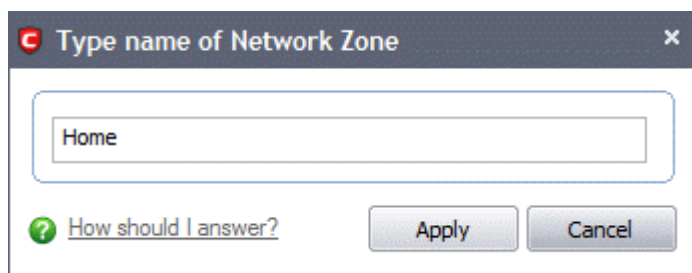 Type name of Network Zone
Home
How should I answer?
Apply
Cancel